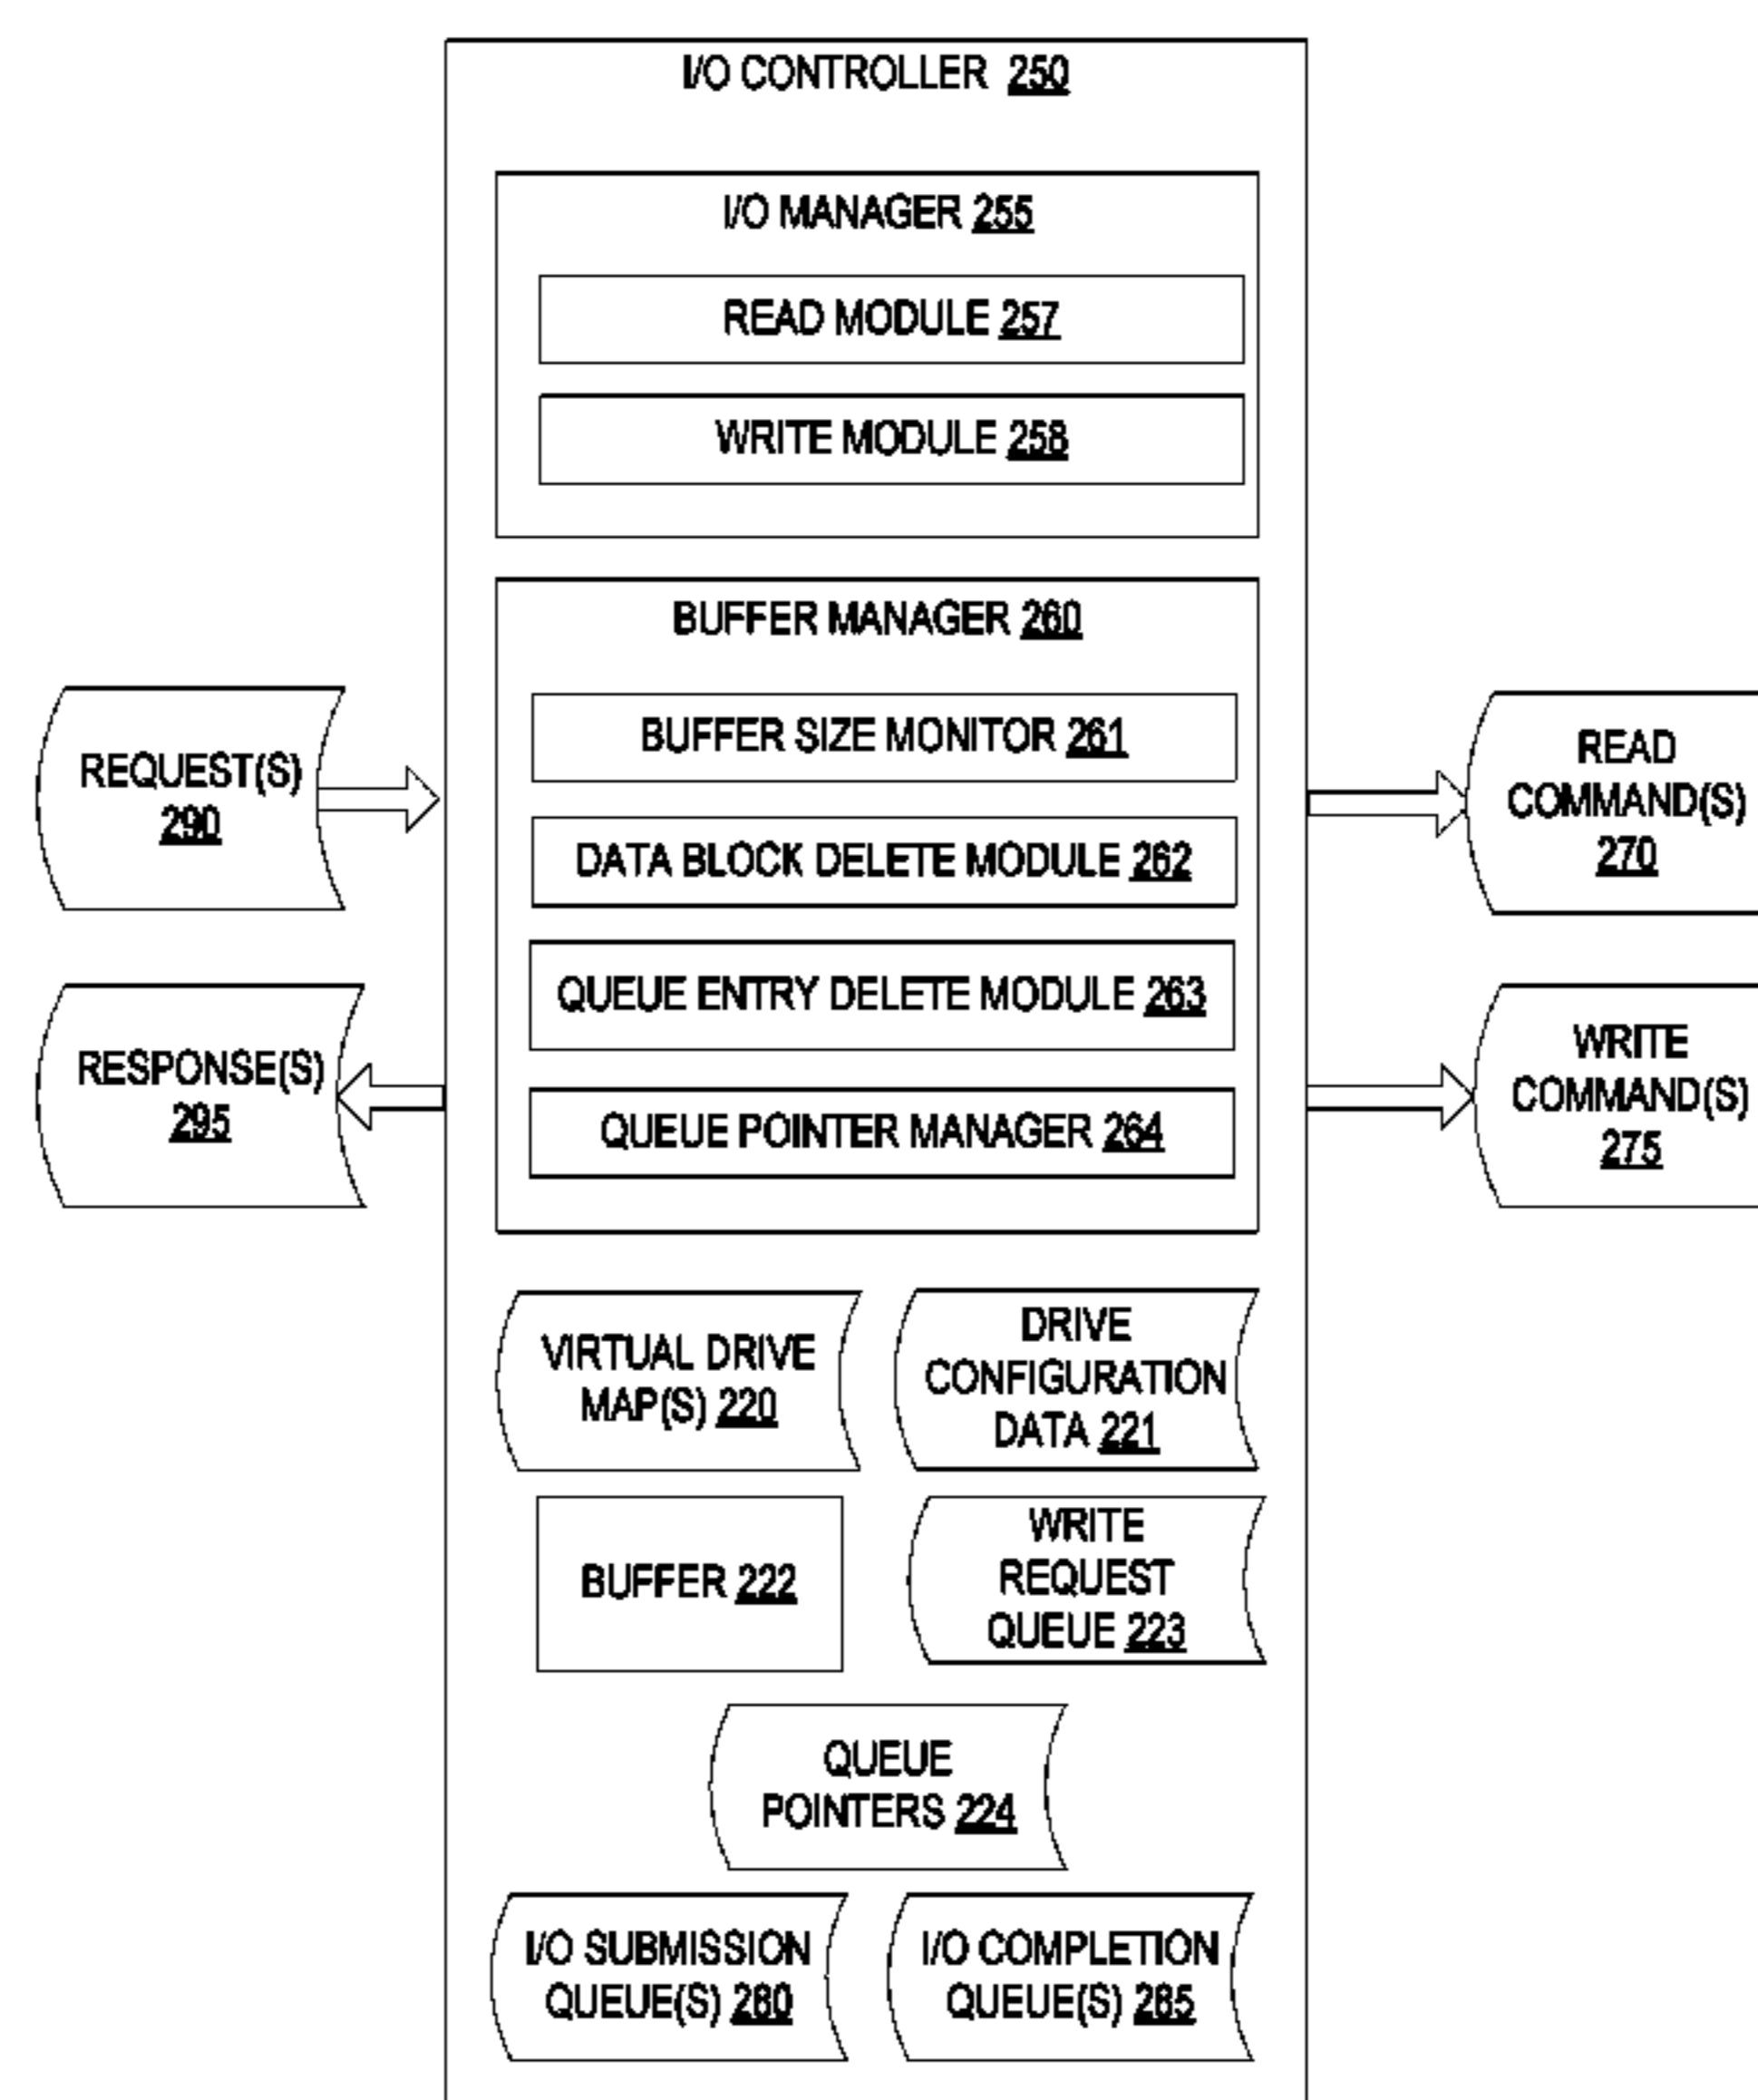 I/O CONTROLLER 250
I/O MANAGER 255
READ MODULE 257
WRITE MODULE 258
BUFFER MANAGER 260
BUFFER SIZE MONITOR 261
DATA BLOCK DELETE MODULE 262
QUEUE ENTRY DELETE MODULE 263
QUEUE POINTER MANAGER 264
REQUEST(S)
290
RESPONSE(S)
295
READ
COMMAND(S)
270
WRITE
COMMAND(S)
275
VIRTUAL DRIVE
MAP(S) 220
DRIVE
CONFIGURATION
DATA 221
BUFFER 222
WRITE
REQUEST
QUEUE 223
QUEUE
POINTERS 224
I/O SUBMISSION
QUEUE(S) 280
I/O COMPLETION
QUEUE(S) 285